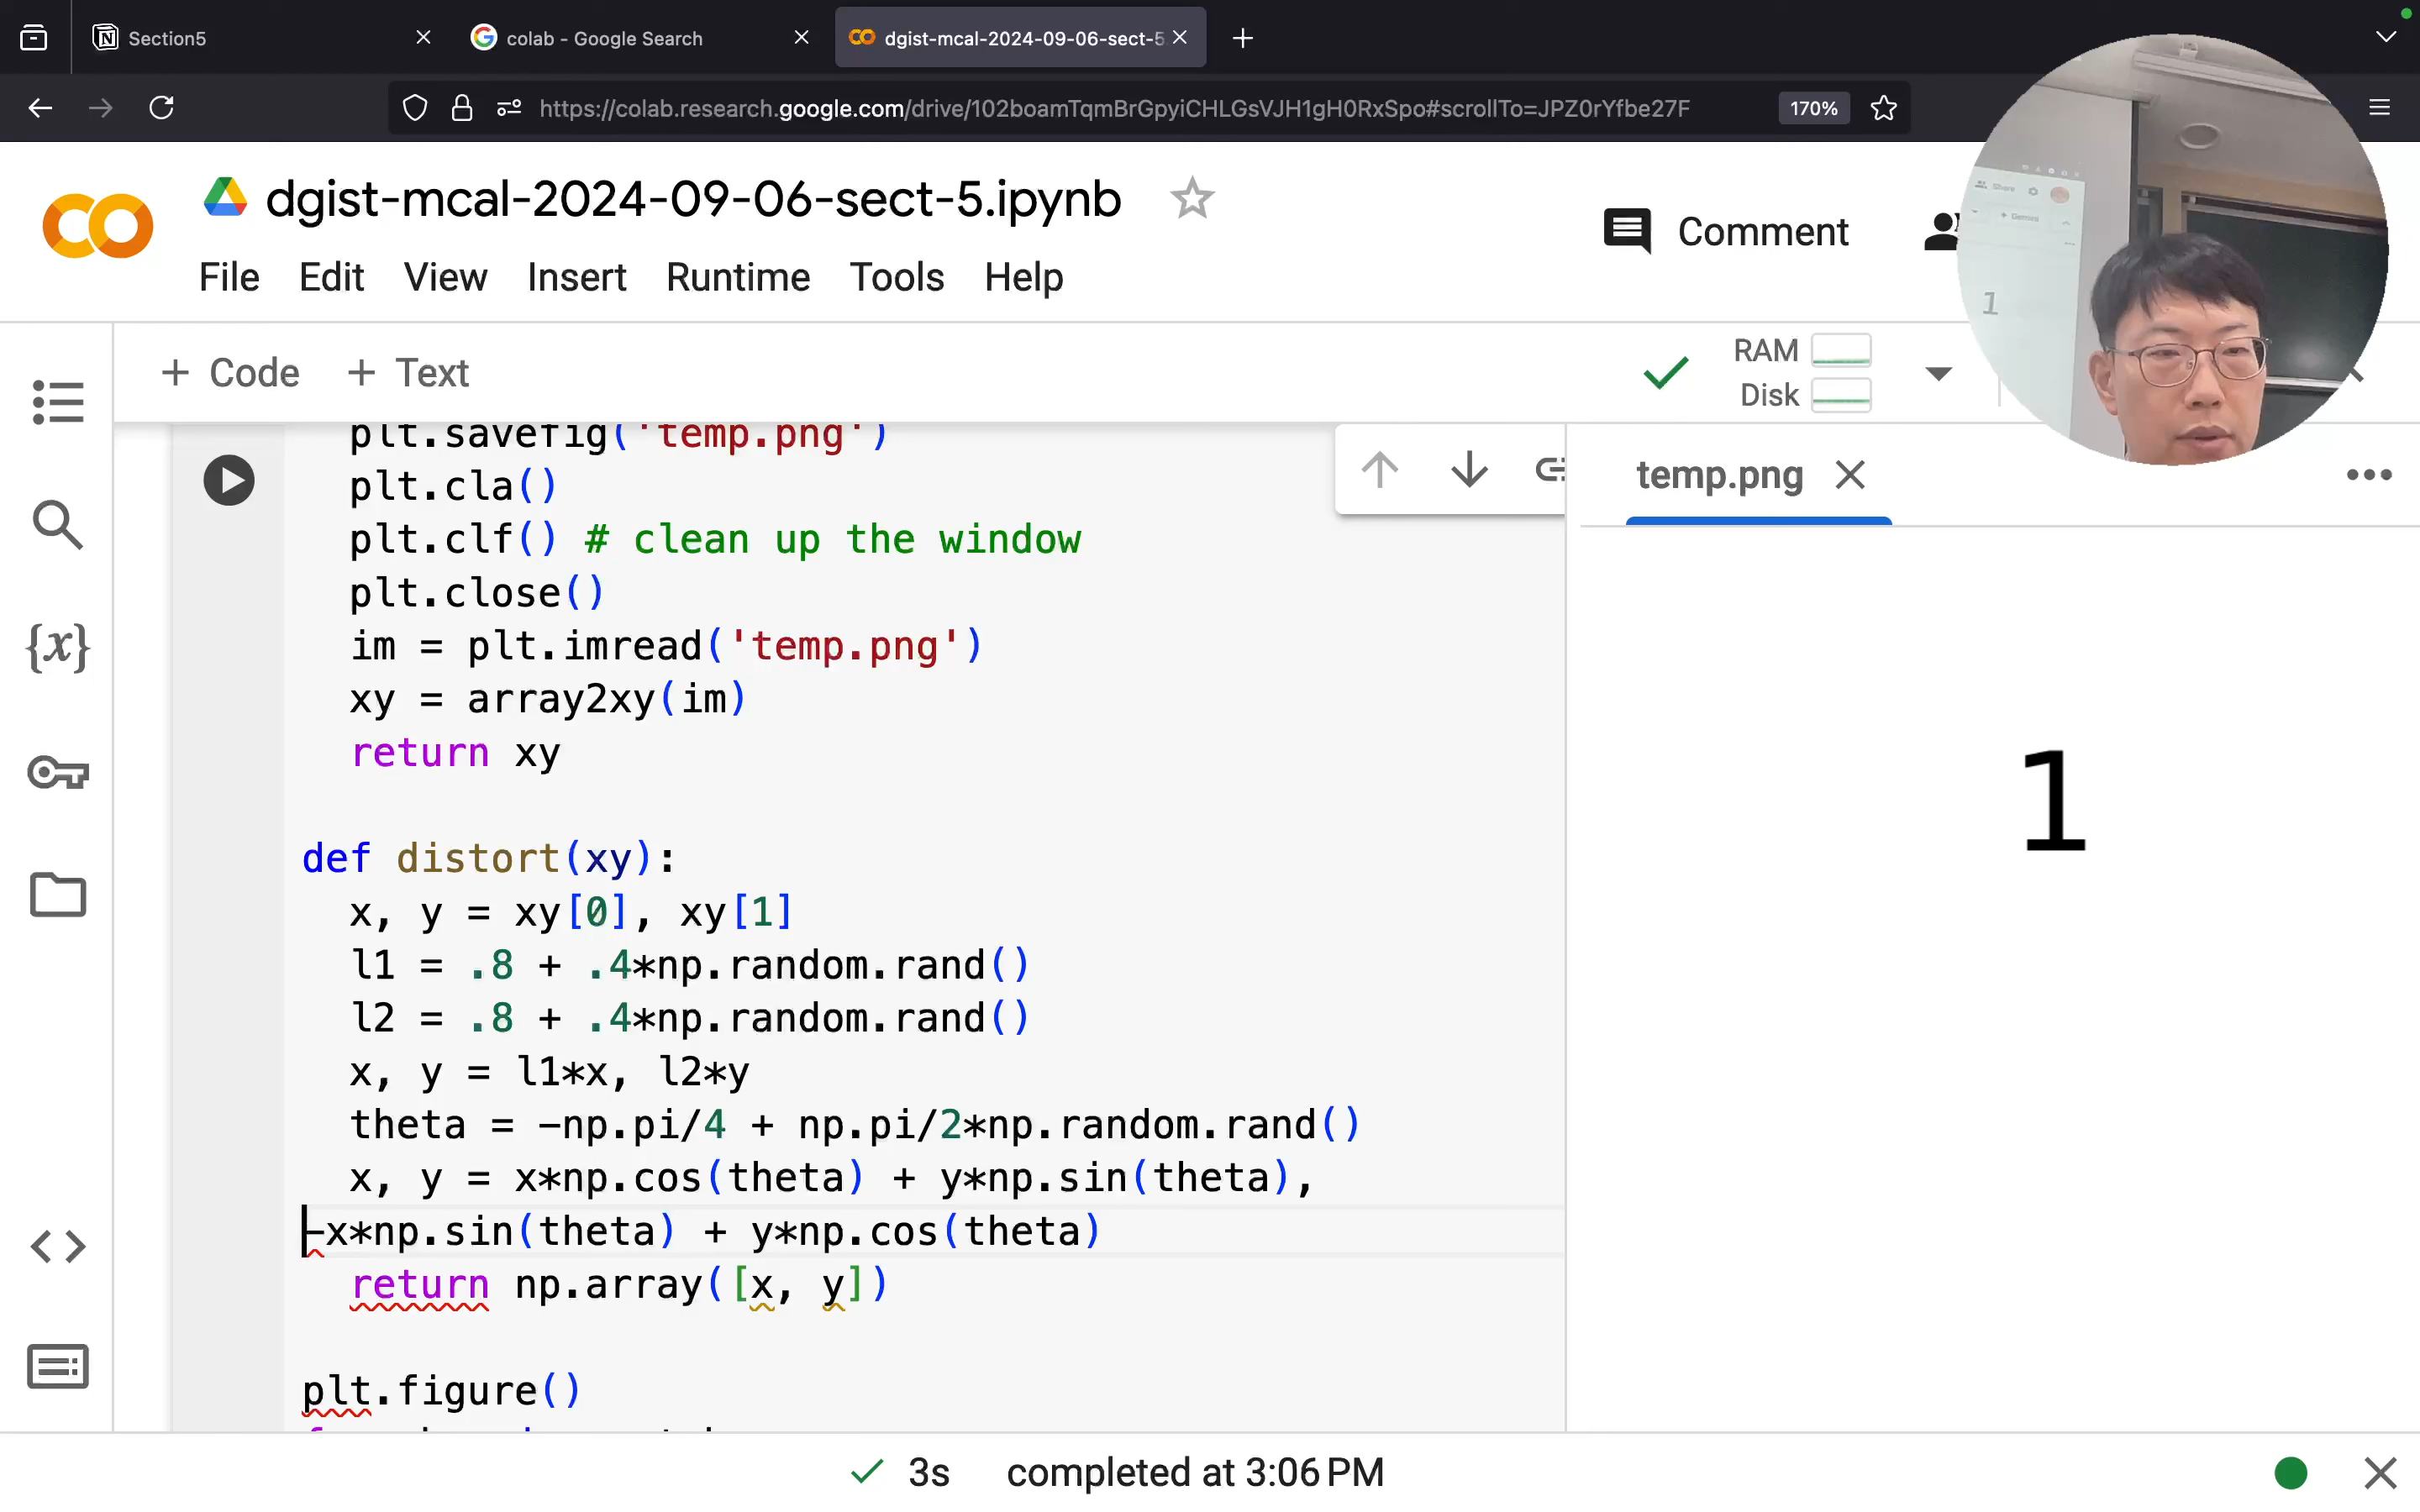 Section5
colab - Google Search
dgist-mcal-2024-09-06-sect-5
https://colab.research.google.com/drive/102boamTqmBrGpyiCHLGsVJH1gH0RxSpo#scrollTo=JPZ0rYfbe27F
170%
dgist-mcal-2024-09-06-sect-5.ipynb
Comment
File Edit View Insert Runtime Tools Help
+ Code + Text
RAM
Disk
plt.savefig('temp.png')
plt.cla()
plt.clf() # clean up the window
plt.close()
im = plt.imread('temp.png')
xy = array2xy(im)
return xy
def distort(xy):
x, y = xy[0], xy[1]
l1 = .8 + .4*np.random.rand()
l2 = .8 + .4*np.random.rand()
x, y = l1*x, l2*y
theta = -np.pi/4 + np.pi/2*np.random.rand()
x, y = x*np.cos(theta) + y*np.sin(theta),
-x*np.sin(theta) + y*np.cos(theta)
return np.array([x, y])
plt.figure()
temp.png
1
Share
Gemini
1
3s completed at 3:06 PM